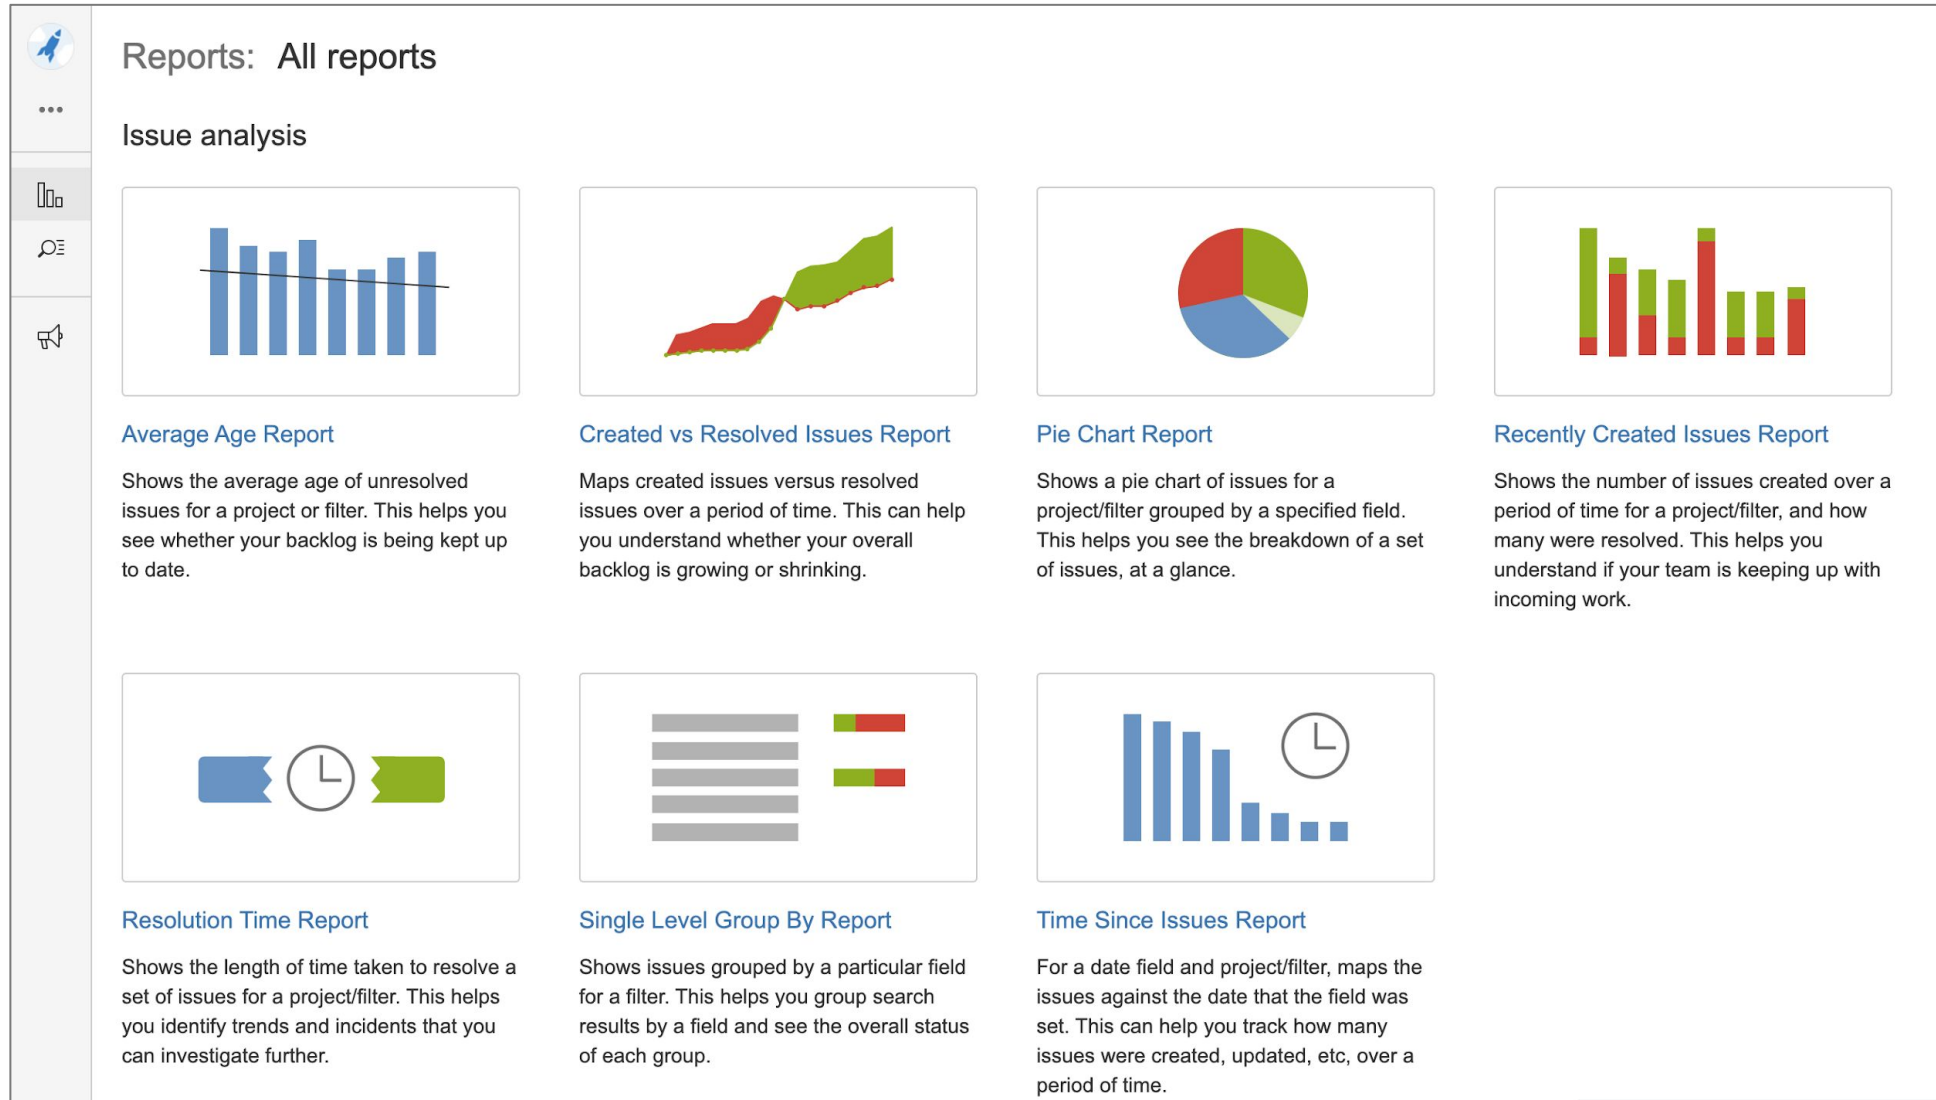 Reports: All reports
Issue analysis
Average Age Report
Shows the average age of unresolved
issues for a project or filter. This helps you
see whether your backlog is being kept up
to date.
Created vs Resolved Issues Report
Maps created issues versus resolved
issues over a period of time. This can help
you understand whether your overall
backlog is growing or shrinking.
Pie Chart Report
Shows a pie chart of issues for a
project/filter grouped by a specified field.
This helps you see the breakdown of a set
of issues, at a glance.
Recently Created Issues Report
Shows the number of issues created over a
period of time for a project/filter, and how
many were resolved. This helps you
understand if your team is keeping up with
incoming work.
Resolution Time Report
Shows the length of time taken to resolve a
set of issues for a project/filter. This helps
you identify trends and incidents that you
can investigate further.
Single Level Group By Report
Shows issues grouped by a particular field
for a filter. This helps you group search
results by a field and see the overall status
of each group.
Time Since Issues Report
For a date field and project/filter, maps the
issues against the date that the field was
set. This can help you track how many
issues were created, updated, etc, over a
period of time.